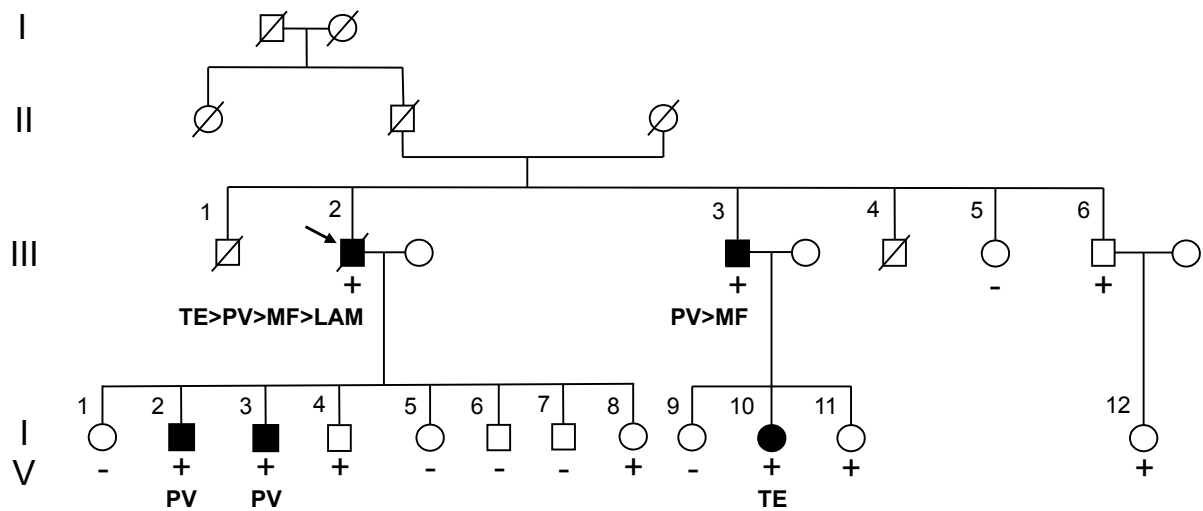 I
II
1 2 3 4 5 6
III
+ + - +
TE>PV>MF>LAM PV>MF
1 2 3 4 5 6 7 8 9 10 11 12
I
V
- + + + - - - + - + + +
PV PV TE